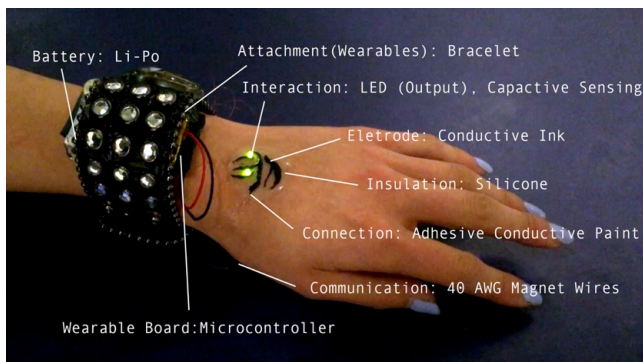 Battery: Li-Po
Attachment(Wearables): Bracelet
Interaction: LED (Output), Capactive Sensing
Eletrode: Conductive Ink
Insulation: Silicone
Connection: Adhesive Conductive Paint
Communication: 40 AWG Magnet Wires
Wearable Board:Microcontroller